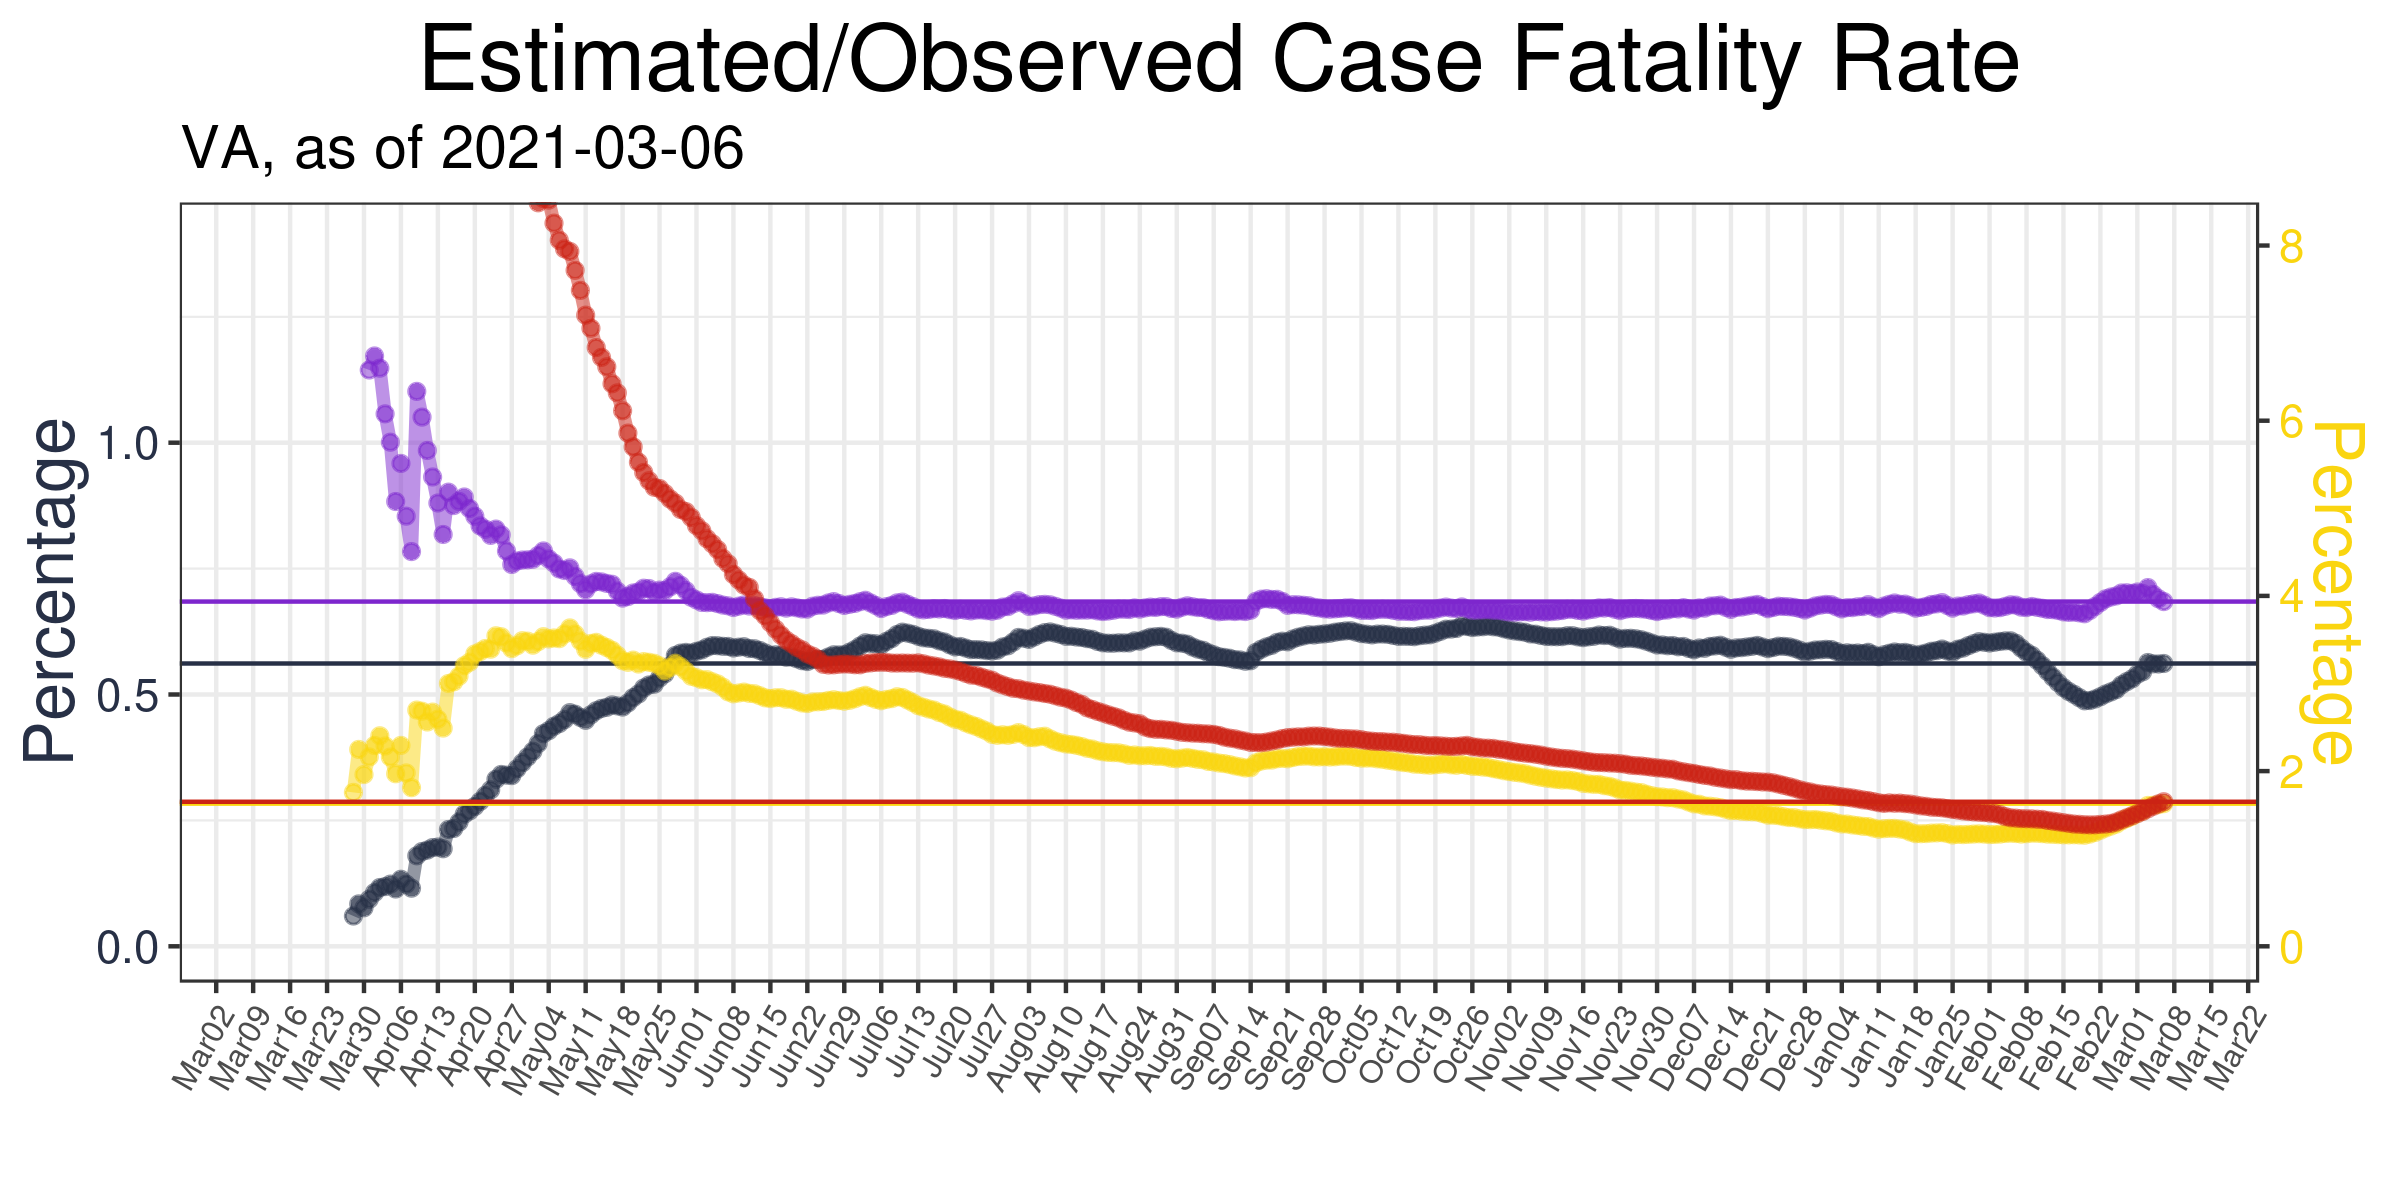 Estimated/Observed Case Fatality Rate
VA, as of 2021-03-06
Percentage
1.0
0.5
0.0
8
6
4
2
0
Percentage
Mar02
Mar09
Mar16
Mar23
Mar30
Apr06
Apr13
Apr20
Apr27
May04
May11
May18
May25
Jun01
Jun08
Jun15
Jun22
Jun29
Jul06
Jul13
Jul20
Jul27
Aug03
Aug10
Aug17
Aug24
Aug31
Sep07
Sep14
Sep21
Sep28
Oct05
Oct12
Oct19
Oct26
Nov02
Nov09
Nov16
Nov23
Nov30
Dec07
Dec14
Dec21
Dec28
Jan04
Jan11
Jan18
Jan25
Feb01
Feb08
Feb15
Feb22
Mar01
Mar08
Mar15
Mar22